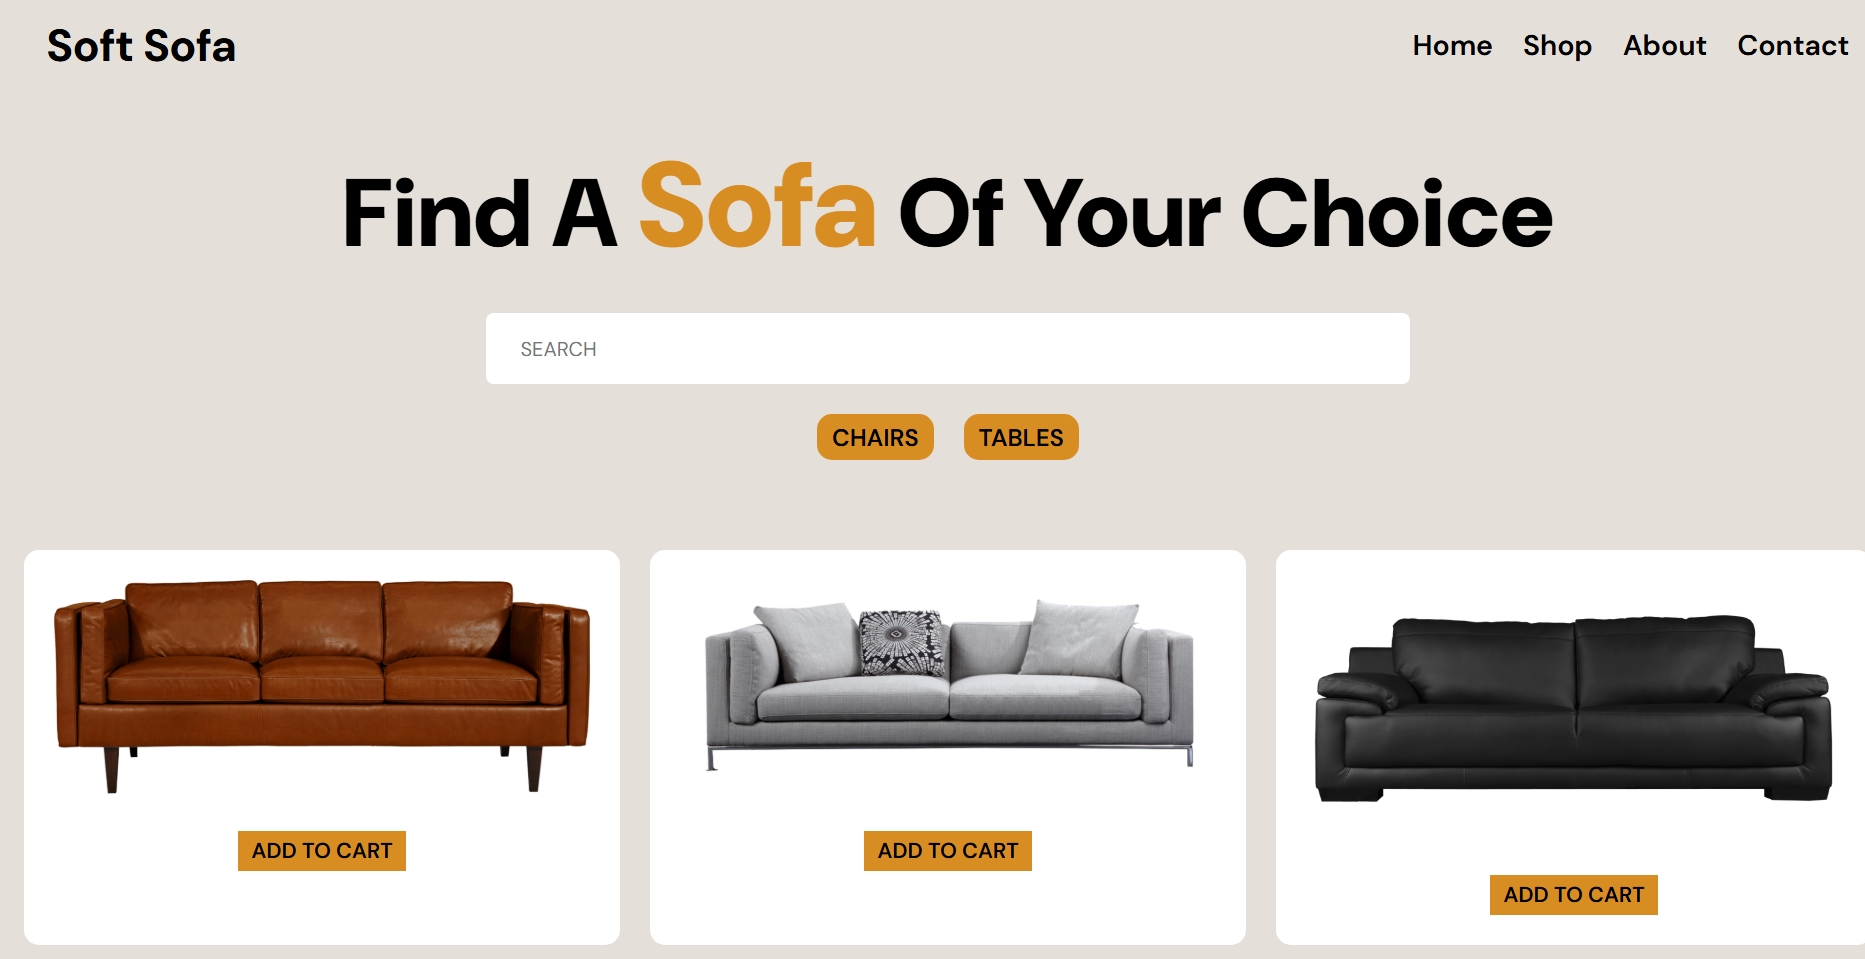 Soft Sofa
Home Shop About Contact
Find A Sofa Of Your Choice
SEARCH
CHAIRS TABLES
ADD TO CART ADD TO CART
ADD TO CART